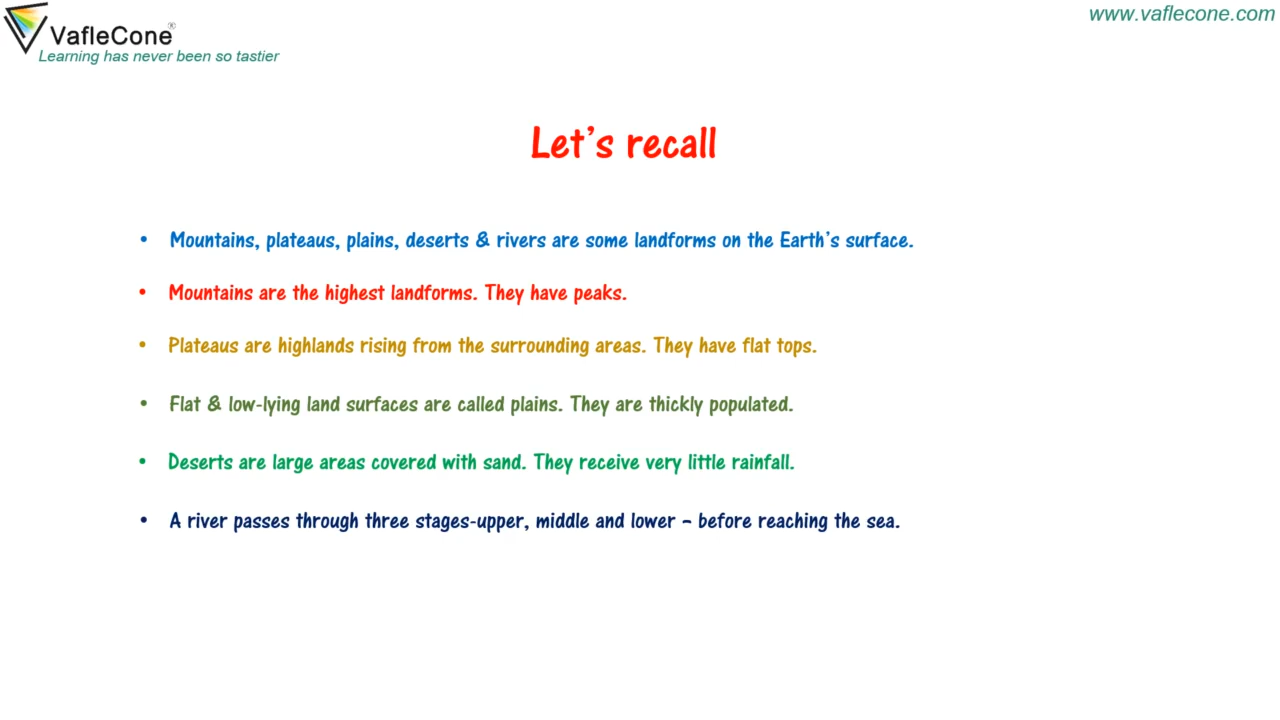 VafleCone®
www.vaflecone.com
Learning has never been so tastier
Let's recall
• Mountains, plateaus, plains, deserts & rivers are some landforms on the Earth's surface.
• Mountains are the highest landforms. They have peaks.
• Plateaus are highlands rising from the surrounding areas. They have flat tops.
• Flat & low-lying land surfaces are called plains. They are thickly populated.
• Deserts are large areas covered with sand. They receive very little rainfall.
• A river passes through three stages-upper, middle and lower – before reaching the sea.